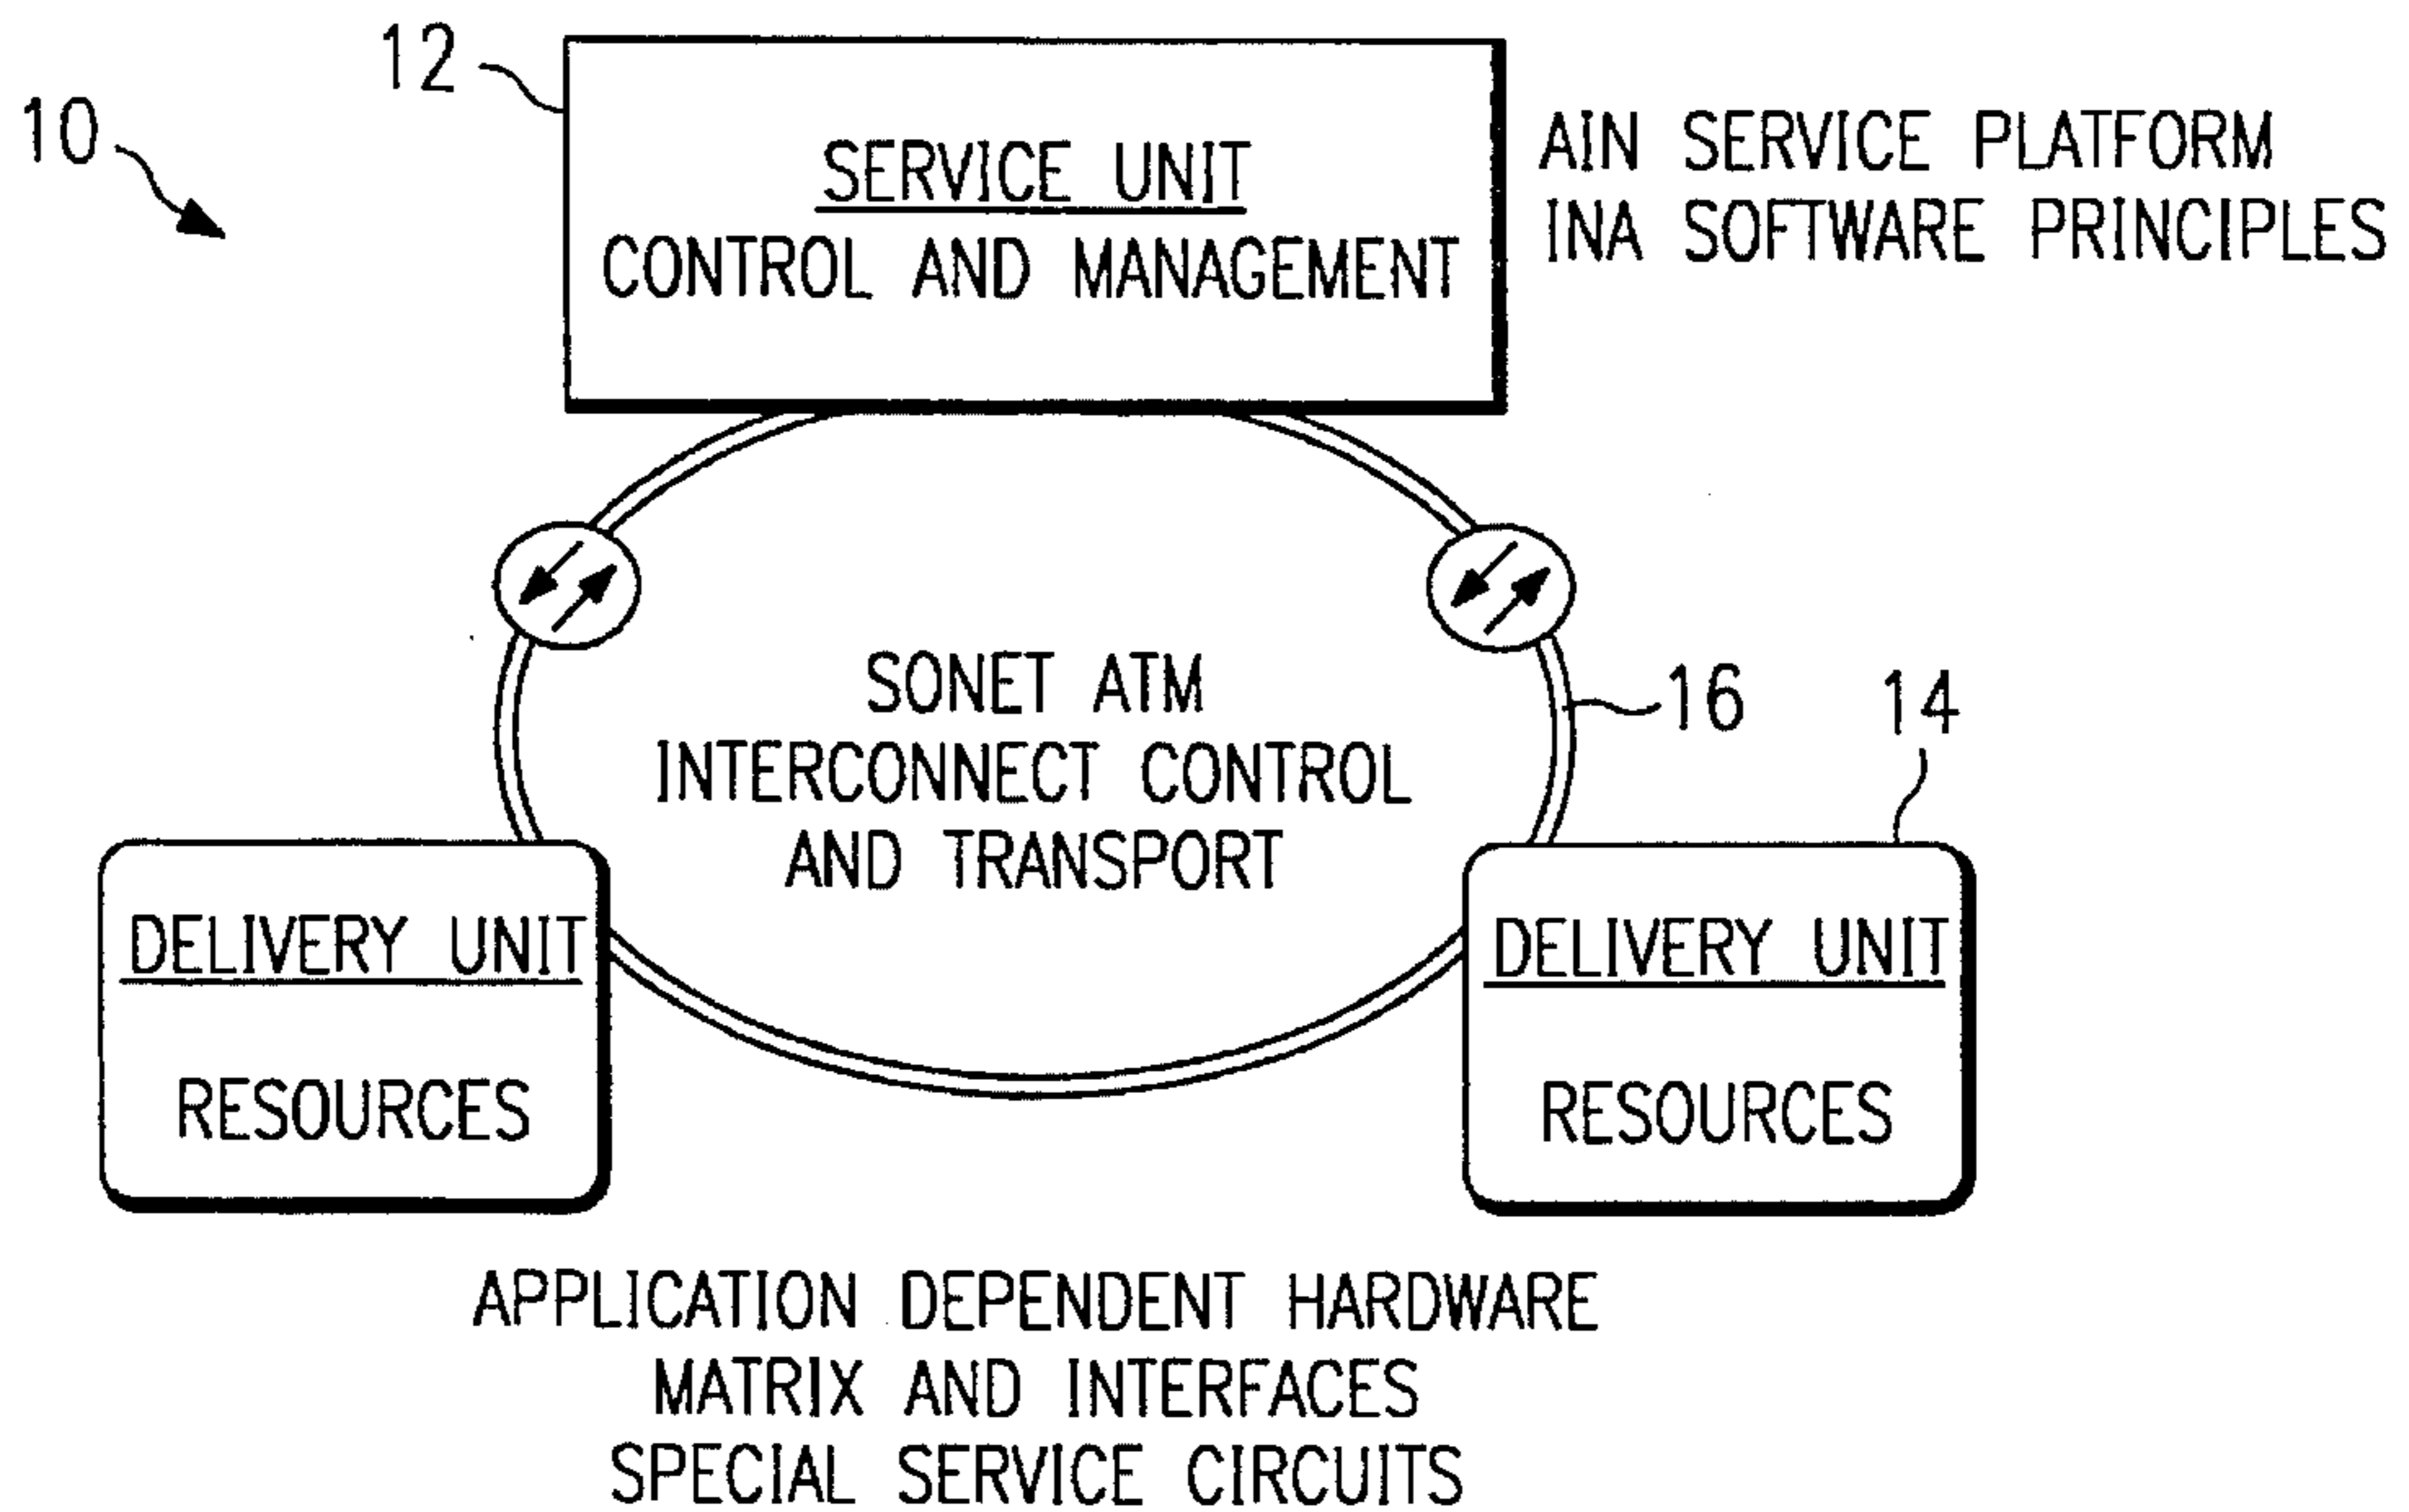 12
10
SERVICE UNIT
CONTROL AND MANAGEMENT
AIN SERVICE PLATFORM
INA SOFTWARE PRINCIPLES
SONET ATM
INTERCONNECT CONTROL
AND TRANSPORT
16
14
DELIVERY UNIT
RESOURCES
DELIVERY UNIT
RESOURCES
APPLICATION DEPENDENT HARDWARE
MATRIX AND INTERFACES
SPECIAL SERVICE CIRCUITS